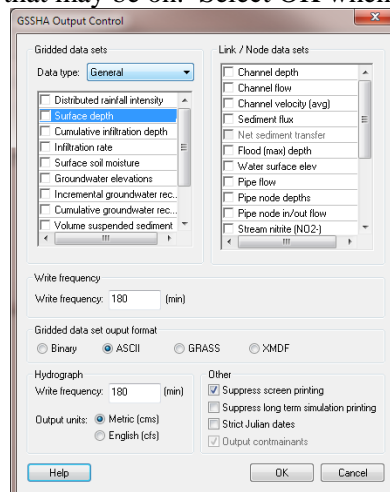 that may be on. Select OK when
GSSHA Output Control
Gridded data sets
Data type: General
Distributed rainfall intensity
Surface depth
Cumulative infiltration depth
Infiltration rate
Surface soil moisture
Groundwater elevations
Incremental groundwater rec...
Cumulative groundwater rec...
Volume suspended sediment
Link / Node data sets
Channel depth
Channel flow
Channel velocity (avg)
Sediment flux
Net sediment transfer
Flood (max) depth
Water surface elev
Pipe flow
Pipe node depths
Pipe node in/out flow
Stream nitrite (NO2-)
Write frequency
Write frequency: 180 (min)
Gridded data set ouput format
Binary ASCII GRASS XMDF
Hydrograph
Write frequency: 180 (min)
Output units: Metric (cms)
English (cfs)
Other
Suppress screen printing
Suppress long term simulation printing
Strict Julian dates
Output contmainants
Help OK Cancel